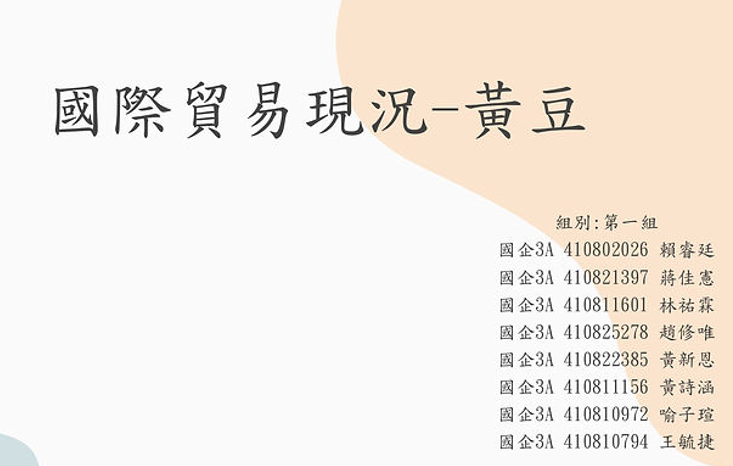 國際貿易現況-黃豆
組別:第一組
國企3A 410802026 賴睿廷
國企3A 410821397 蔣佳憲
國企3A 410811601 林祐霖
國企3A 410825278 趙修唯
國企3A 410822385 黃新恩
國企3A 410811156 黃詩涵
國企3A 410810972 喻子瑄
國企3A 410810794 王毓捷